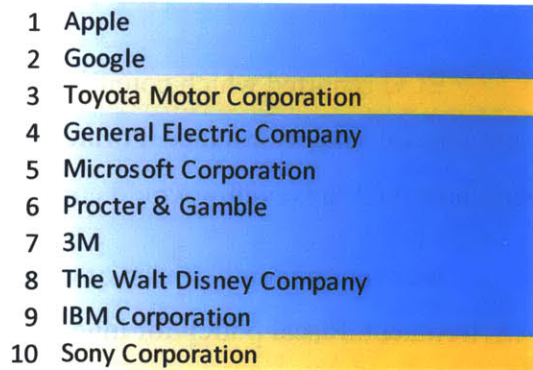 1 Apple
2 Google
3 Toyota Motor Corporation
4 General Electric Company
5 Microsoft Corporation
6 Procter & Gamble
7 3M
8 The Walt Disney Company
9 IBM Corporation
10 Sony Corporation